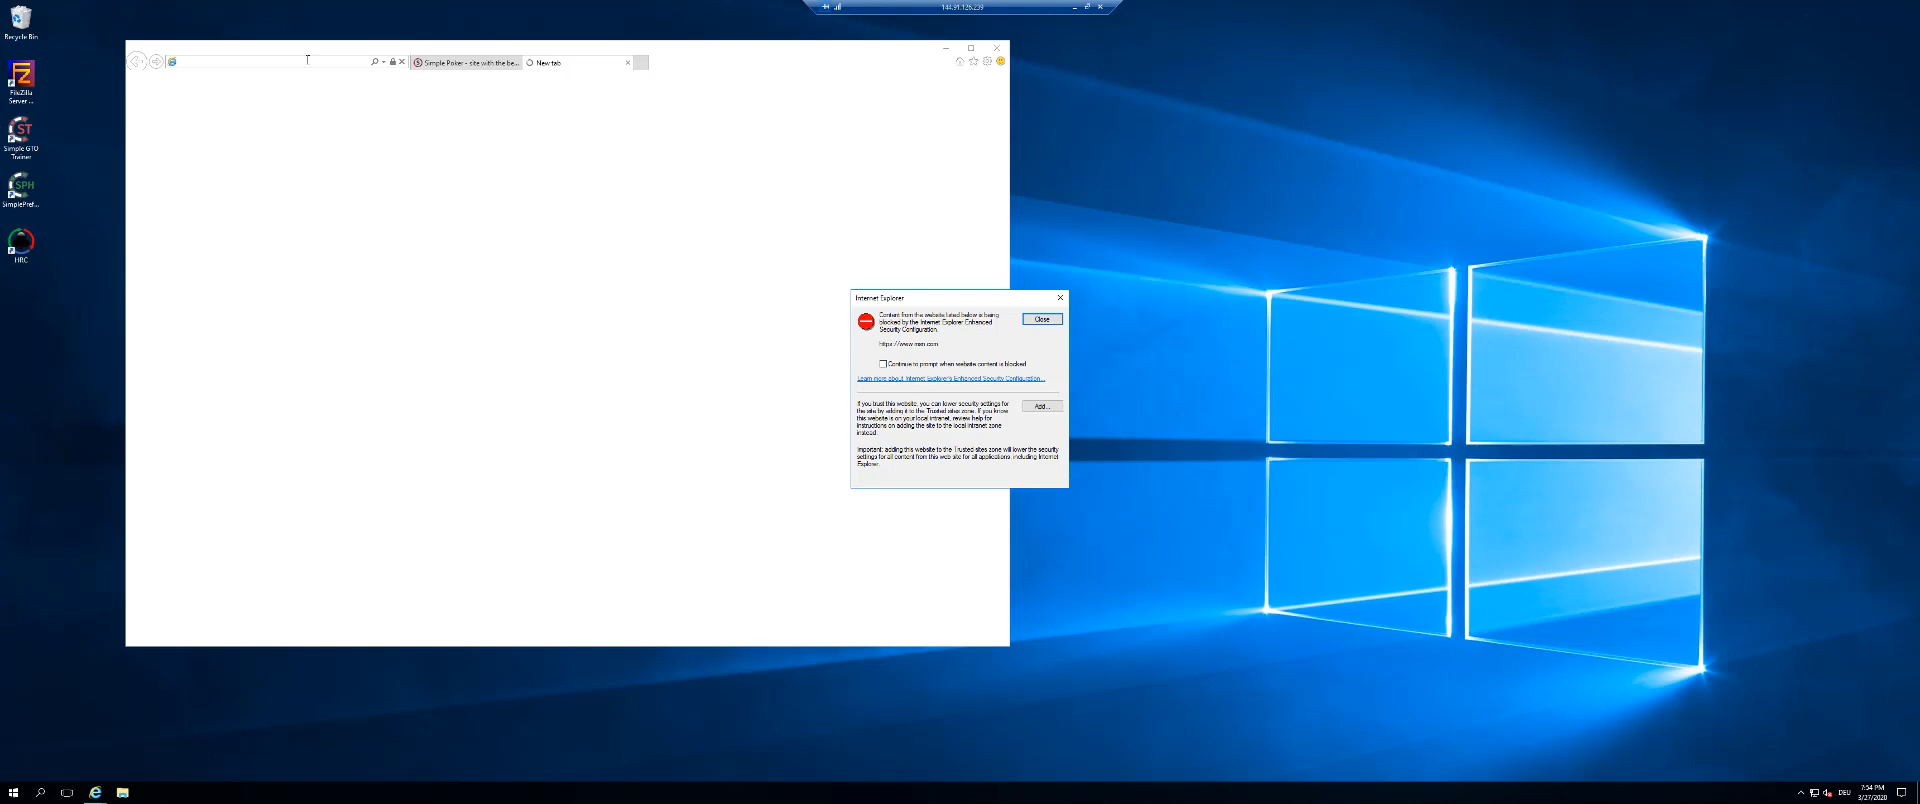 144.91.126.239
Recycle Bin
FileZilla
Server ...
ST
Simple GTO
Trainer
SPH
SimplePref...
HRC
Simple Poker - site with the be...
New tab
Internet Explorer
Content from the website listed below is being
blocked by the Internet Explorer Enhanced
Security Configuration.
Close
https://www.msn.com
Continue to prompt when website content is blocked
Learn more about Internet Explorer's Enhanced Security Configuration...
If you trust this website, you can lower security settings for
the site by adding it to the Trusted sites zone. If you know
this website is on your local intranet, review help for
instructions on adding the site to the local intranet zone
instead.
Add...
Important: adding this website to the Trusted sites zone will lower the security
settings for all content from this web site for all applications, including Internet
Explorer.
DEU
7:54 PM
3/27/2020